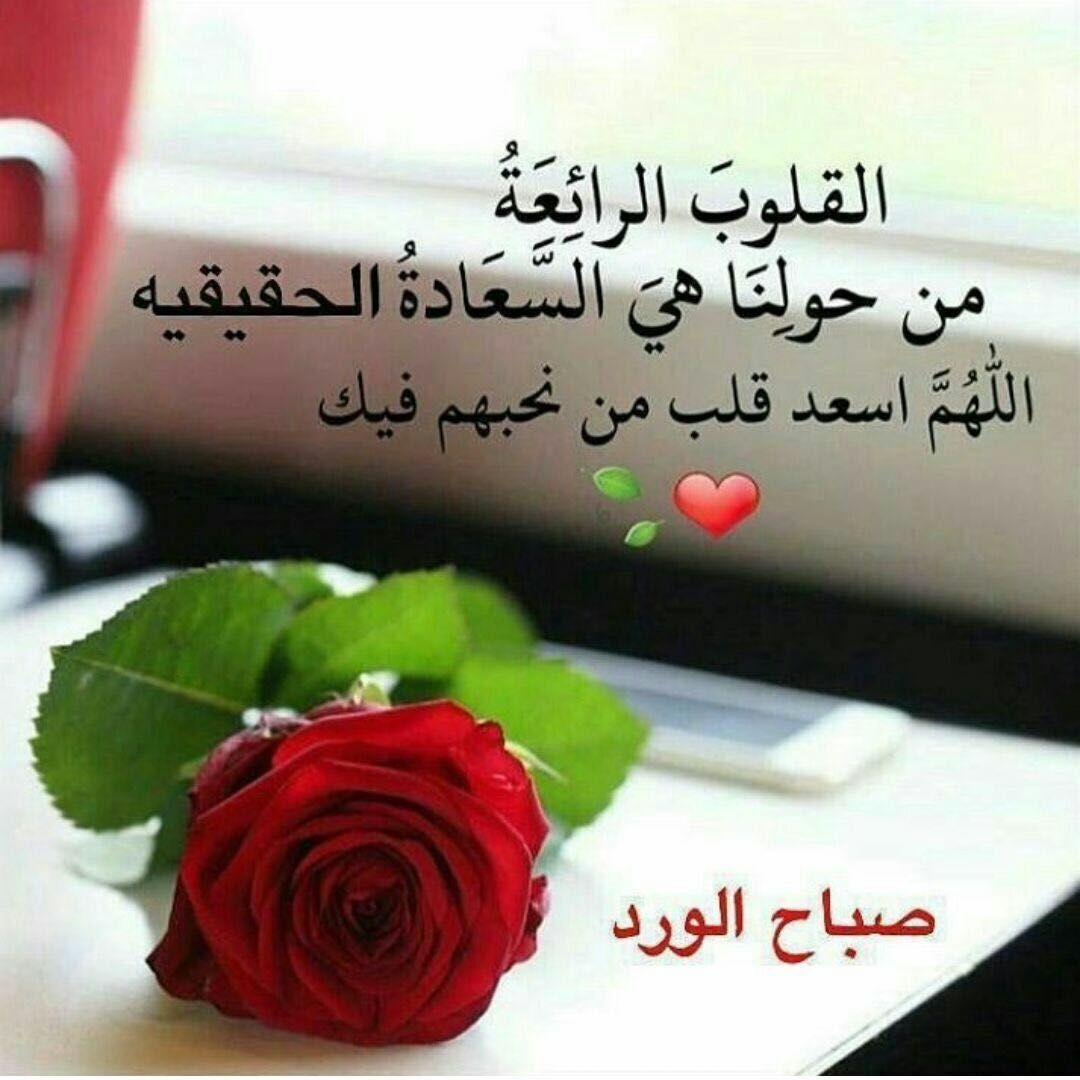 القلوبَ الرائِعَةُ
من حولِنَا هيَ السَّعَادةُ الحقيقيه
اللّٰهُمَّ اسعد قلب من نحبهم فيك
صباح الورد